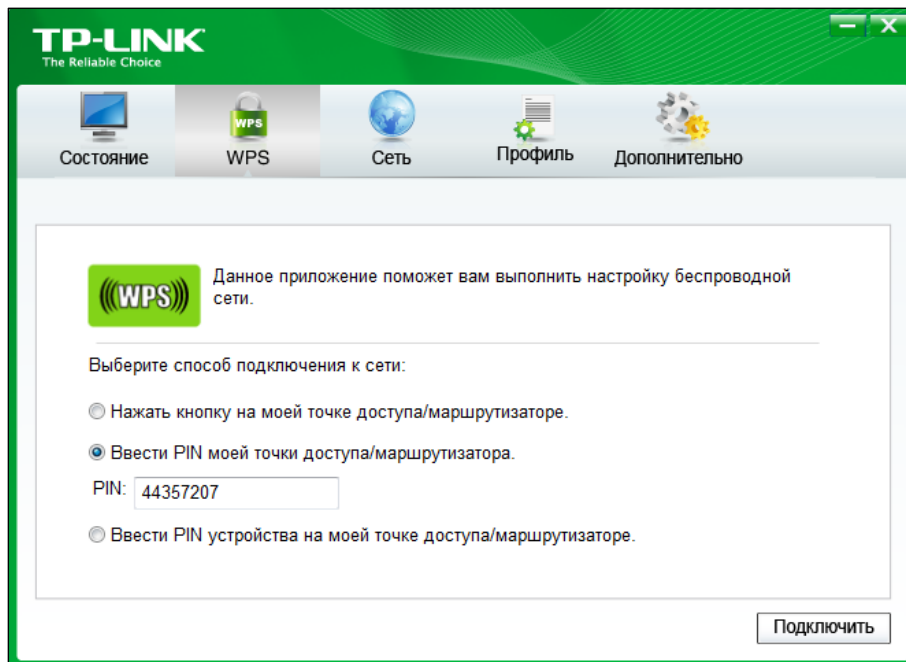 TP-LINK
The Reliable Choice
Состояние
WPS
WPS
Сеть
Профиль
Дополнительно
WPS
Данное приложение поможет вам выполнить настройку беспроводной
сети.
Выберите способ подключения к сети:
Нажать кнопку на моей точке доступа/маршрутизаторе.
Ввести PIN моей точки доступа/маршрутизатора.
PIN: 44357207
Ввести PIN устройства на моей точке доступа/маршрутизаторе.
Подключить